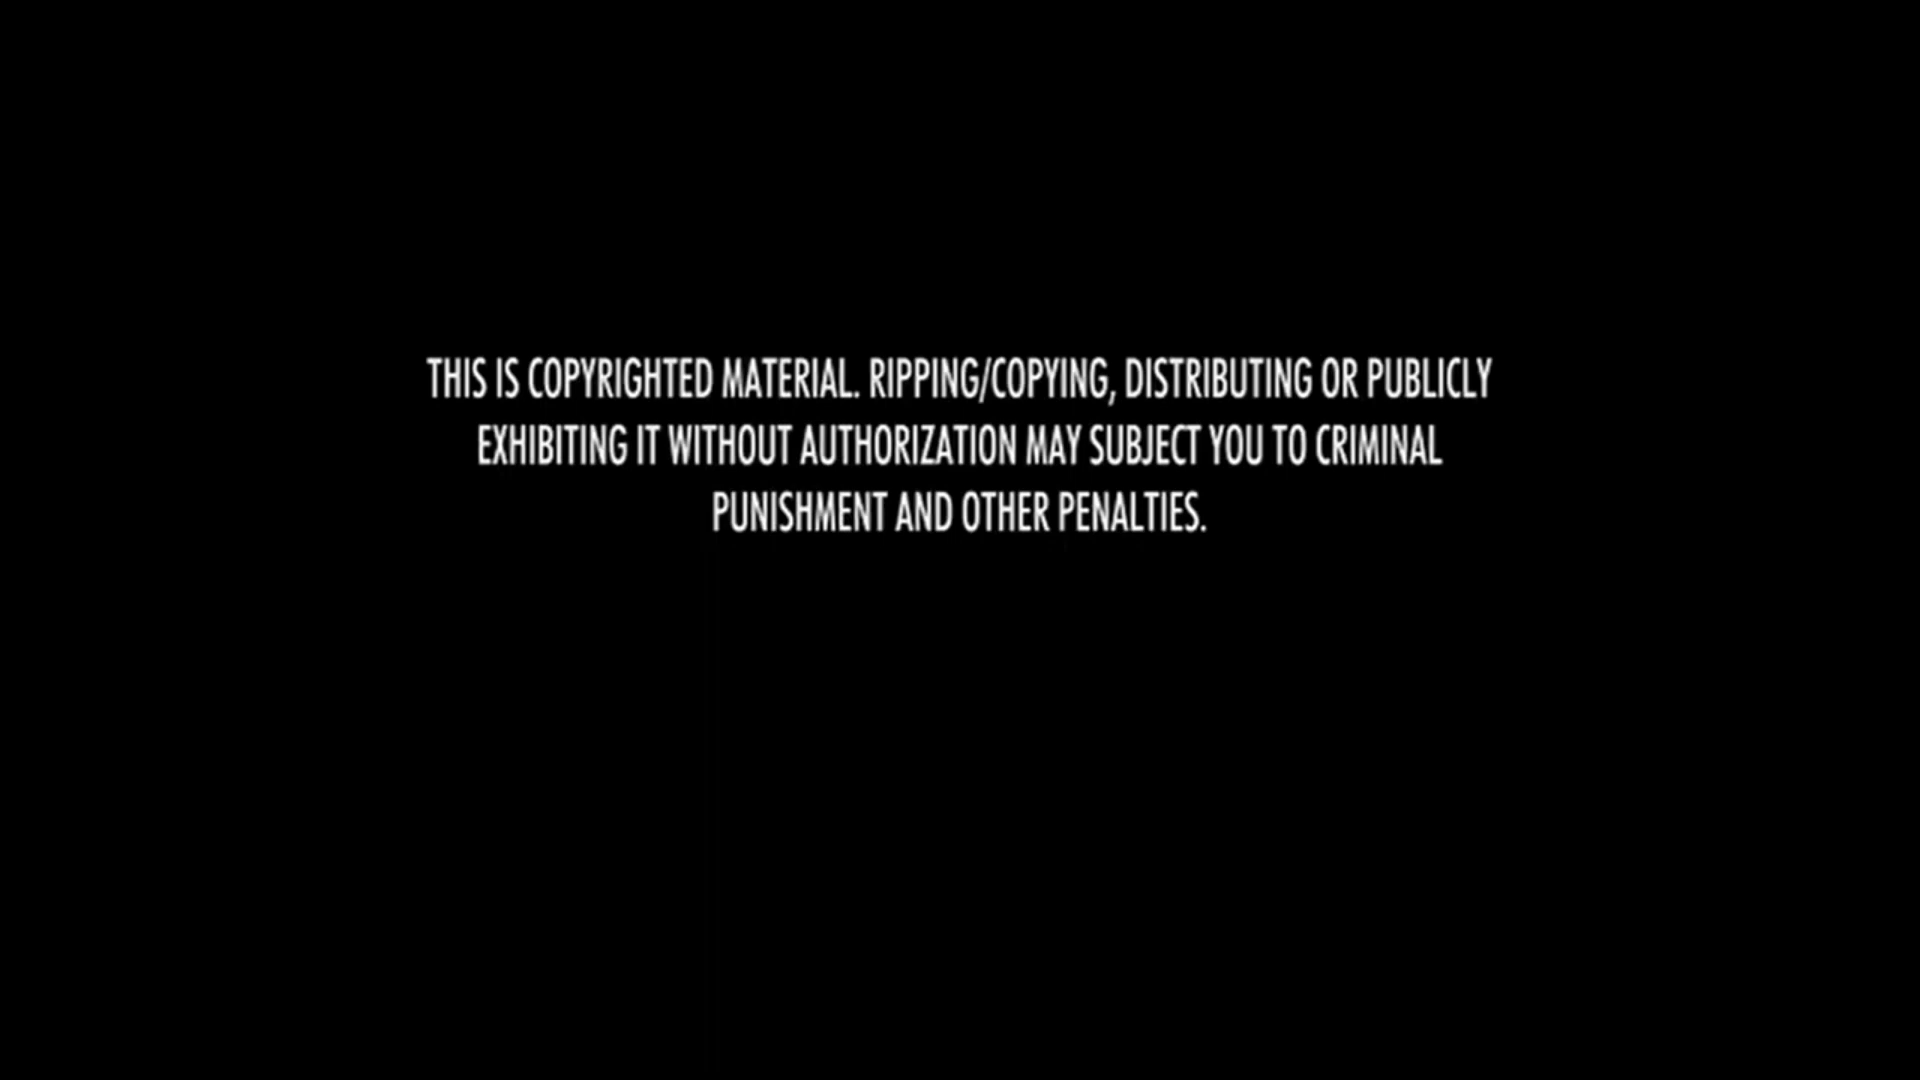 THIS IS COPYRIGHTED MATERIAL. RIPPING/COPYING, DISTRIBUTING OR PUBLICLY
EXHIBITING IT WITHOUT AUTHORIZATION MAY SUBJECT YOU TO CRIMINAL
PUNISHMENT AND OTHER PENALTIES.